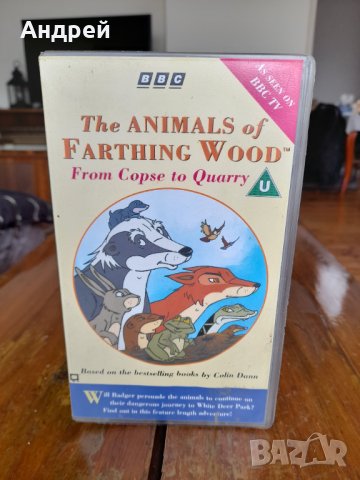 Андрей
BBC
AS SEEN ON
BBC TV
The ANIMALS of
FARTHING WOOD™
From Copse to Quarry
U
Based on the bestselling books by Colin Dann
Will Badger persuade the animals to continue on
their dangerous journey to White Deer Park?
Find out in this feature length adventure!
BAZAR